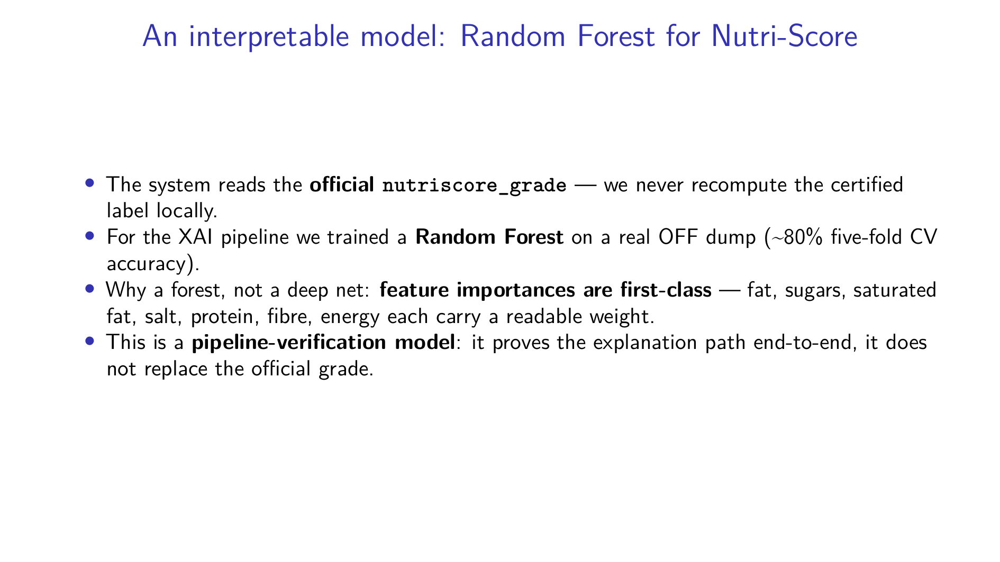 An interpretable model: Random Forest for Nutri-Score
• The system reads the official nutriscore_grade — we never recompute the certified
label locally.
• For the XAI pipeline we trained a Random Forest on a real OFF dump (~80% five-fold CV
accuracy).
• Why a forest, not a deep net: feature importances are first-class — fat, sugars, saturated
fat, salt, protein, fibre, energy each carry a readable weight.
• This is a pipeline-verification model: it proves the explanation path end-to-end, it does
not replace the official grade.